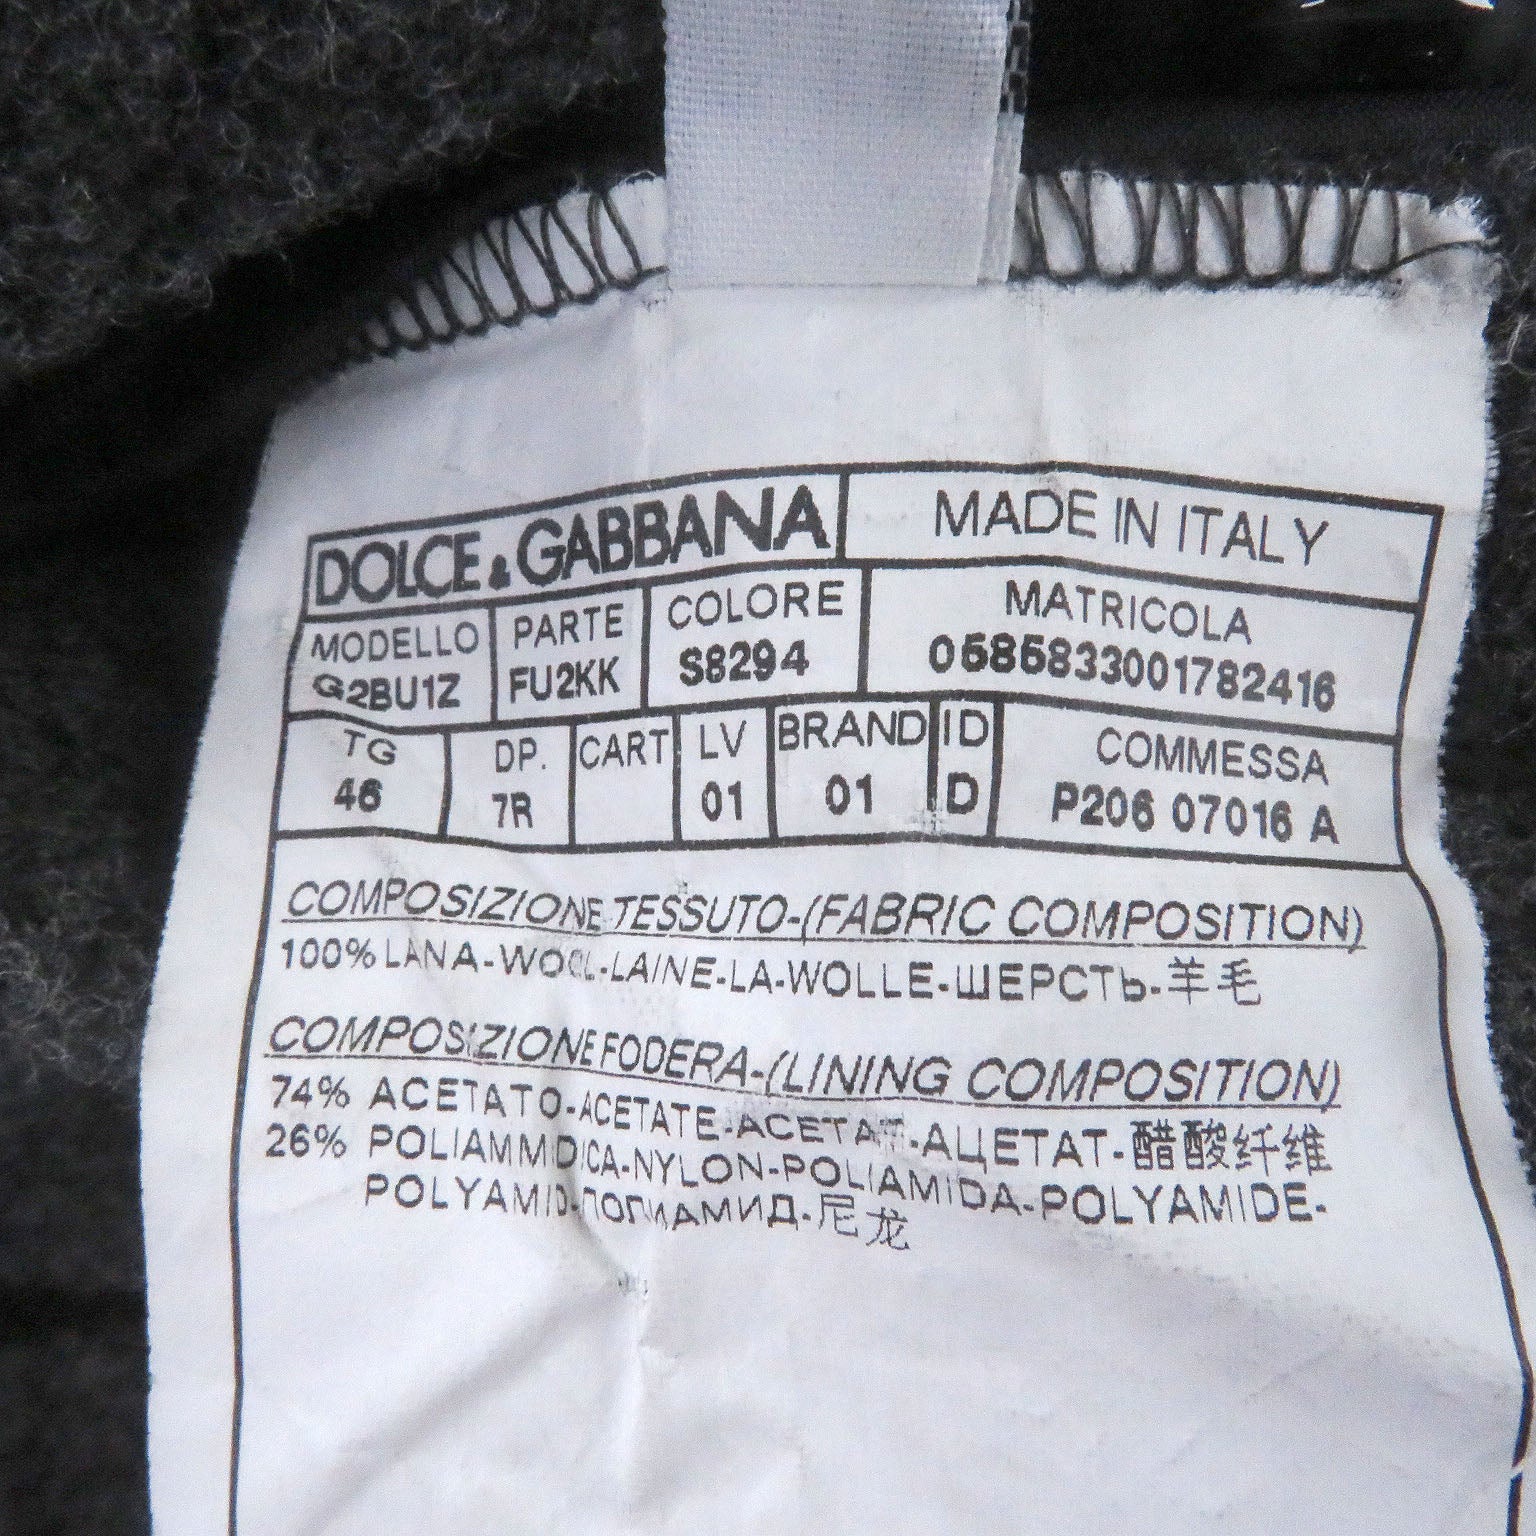 DOLCE & GABBANA MADE IN ITALY
MODELLO PARTE COLORE MATRICOLA
G2BU1Z FU2KK S8294 0585833001782416
TG DP. CART LV BRAND ID COMMESSA
46 7R 01 01 D P206 07016 A
COMPOSIZIONE TESSUTO-(FABRIC COMPOSITION)
100% LANA-WOOL-LAINE-LA-WOLLE-ШЕРСТЬ-羊毛
COMPOSIZIONE FODERA-(LINING COMPOSITION)
74% ACETATO-ACETATE-ACETAT-АЦЕТАТ-醋酸纤维
26% POLIAMMIDICA-NYLON-POLIAMIDA-POLYAMIDE-
POLYAMID-ПОЛИАМИД-尼龙